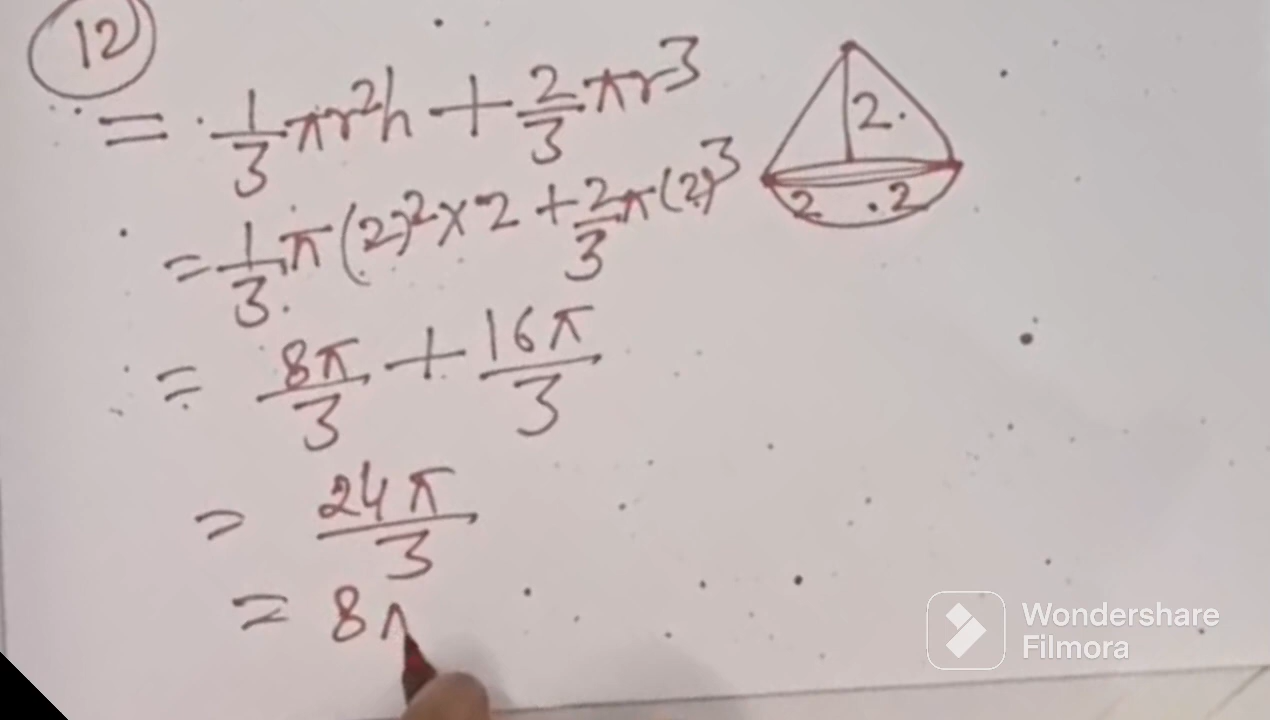 12
= 1/3 πr²h + 2/3 πr³
= 1/3 π(2)² × 2 + 2/3 π(2)³
= 8π/3 + 16π/3
= 24π/3
= 8π
2.
2 .2
Wondershare
Filmora